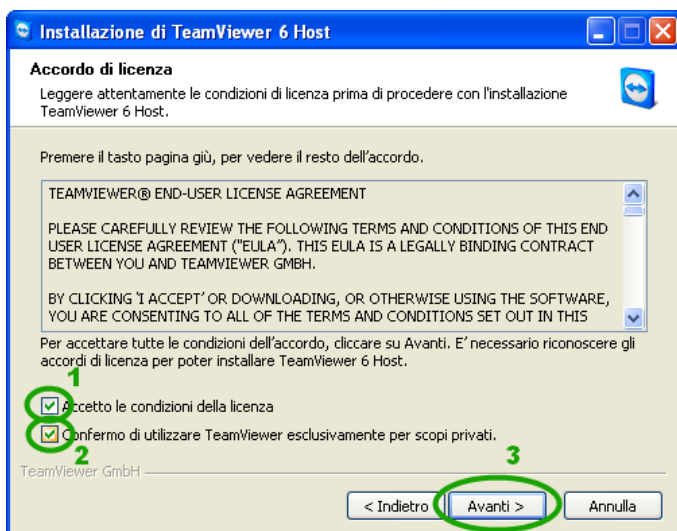 Installazione di TeamViewer 6 Host
Accordo di licenza
Leggere attentamente le condizioni di licenza prima di procedere con l'installazione
TeamViewer 6 Host.
Premere il tasto pagina giù, per vedere il resto dell'accordo.
TEAMVIEWER® END-USER LICENSE AGREEMENT
PLEASE CAREFULLY REVIEW THE FOLLOWING TERMS AND CONDITIONS OF THIS END
USER LICENSE AGREEMENT ("EULA"). THIS EULA IS A LEGALLY BINDING CONTRACT
BETWEEN YOU AND TEAMVIEWER GMBH.
BY CLICKING 'I ACCEPT' OR DOWNLOADING, OR OTHERWISE USING THE SOFTWARE,
YOU ARE CONSENTING TO ALL OF THE TERMS AND CONDITIONS SET OUT IN THIS
Per accettare tutte le condizioni dell'accordo, cliccare su Avanti. E' necessario riconoscere gli
accordi di licenza per poter installare TeamViewer 6 Host.
1
Accetto le condizioni della licenza
Confermo di utilizzare TeamViewer esclusivamente per scopi privati.
2
3
TeamViewer GmbH
< Indietro
Avanti >
Annulla